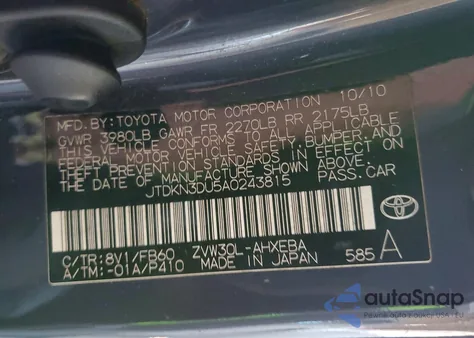 MFD. BY: TOYOTA MOTOR CORPORATION 10/10
GVWR 3980LB GAWR FR 2270LB RR 2175LB
THIS VEHICLE CONFORMS TO ALL APPLICABLE
FEDERAL MOTOR VEHICLE SAFETY, BUMPER, AND
THEFT PREVENTION STANDARDS IN EFFECT ON
THE DATE OF MANUFACTURE SHOWN ABOVE.
JTDKN3DU5A0243815 PASS. CAR
C/TR: 8V1/FB60 ZVW30L-AHXEBA
A/TM: -01A/P410 MADE IN JAPAN 585 A
autoSnap